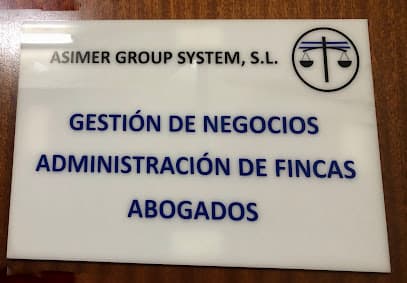 ASIMER GROUP SYSTEM, S.L.
GESTIÓN DE NEGOCIOS
ADMINISTRACIÓN DE FINCAS
ABOGADOS